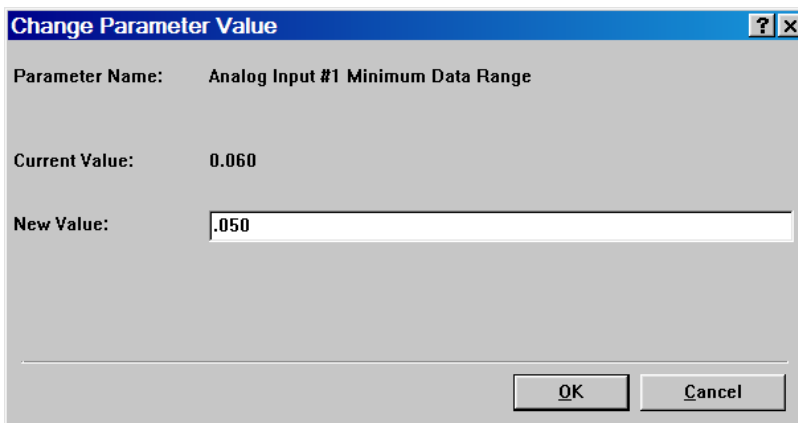 Change Parameter Value ? ×
Parameter Name: Analog Input #1 Minimum Data Range
Current Value: 0.060
New Value: .050
OK Cancel